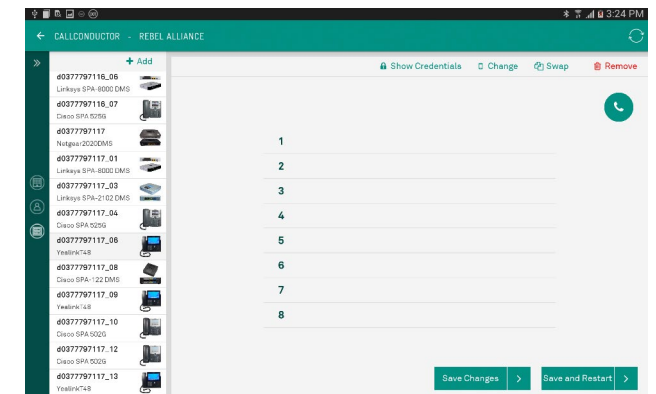 3:24 PM
CALLCONDUCTOR - REBEL ALLIANCE
+ Add
Show Credentials Change Swap Remove
d0377797116_06
Linksys SPA-8000 DMS
d0377797116_07
Cisco SPA 525G
d0377797117
Netgear2020DMS
d0377797117_01
Linksys SPA-8000 DMS
d0377797117_03
Linksys SPA-2102 DMS
d0377797117_04
Cisco SPA 525G
d0377797117_06
YealinkT48
d0377797117_08
Cisco SPA-122 DMS
d0377797117_09
YealinkT48
d0377797117_10
Cisco SPA 502G
d0377797117_12
Cisco SPA 502G
d0377797117_13
YealinkT48
1
2
3
4
5
6
7
8
Save Changes > Save and Restart >